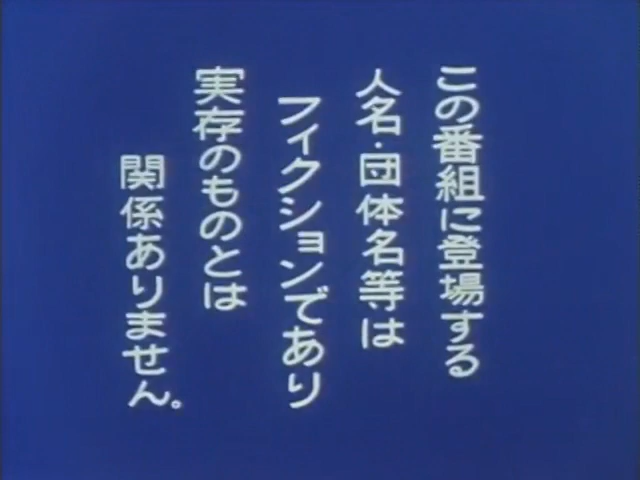 この番組に登場する
人名・団体名等は
フィクションであり
実存のものとは
関係ありません。